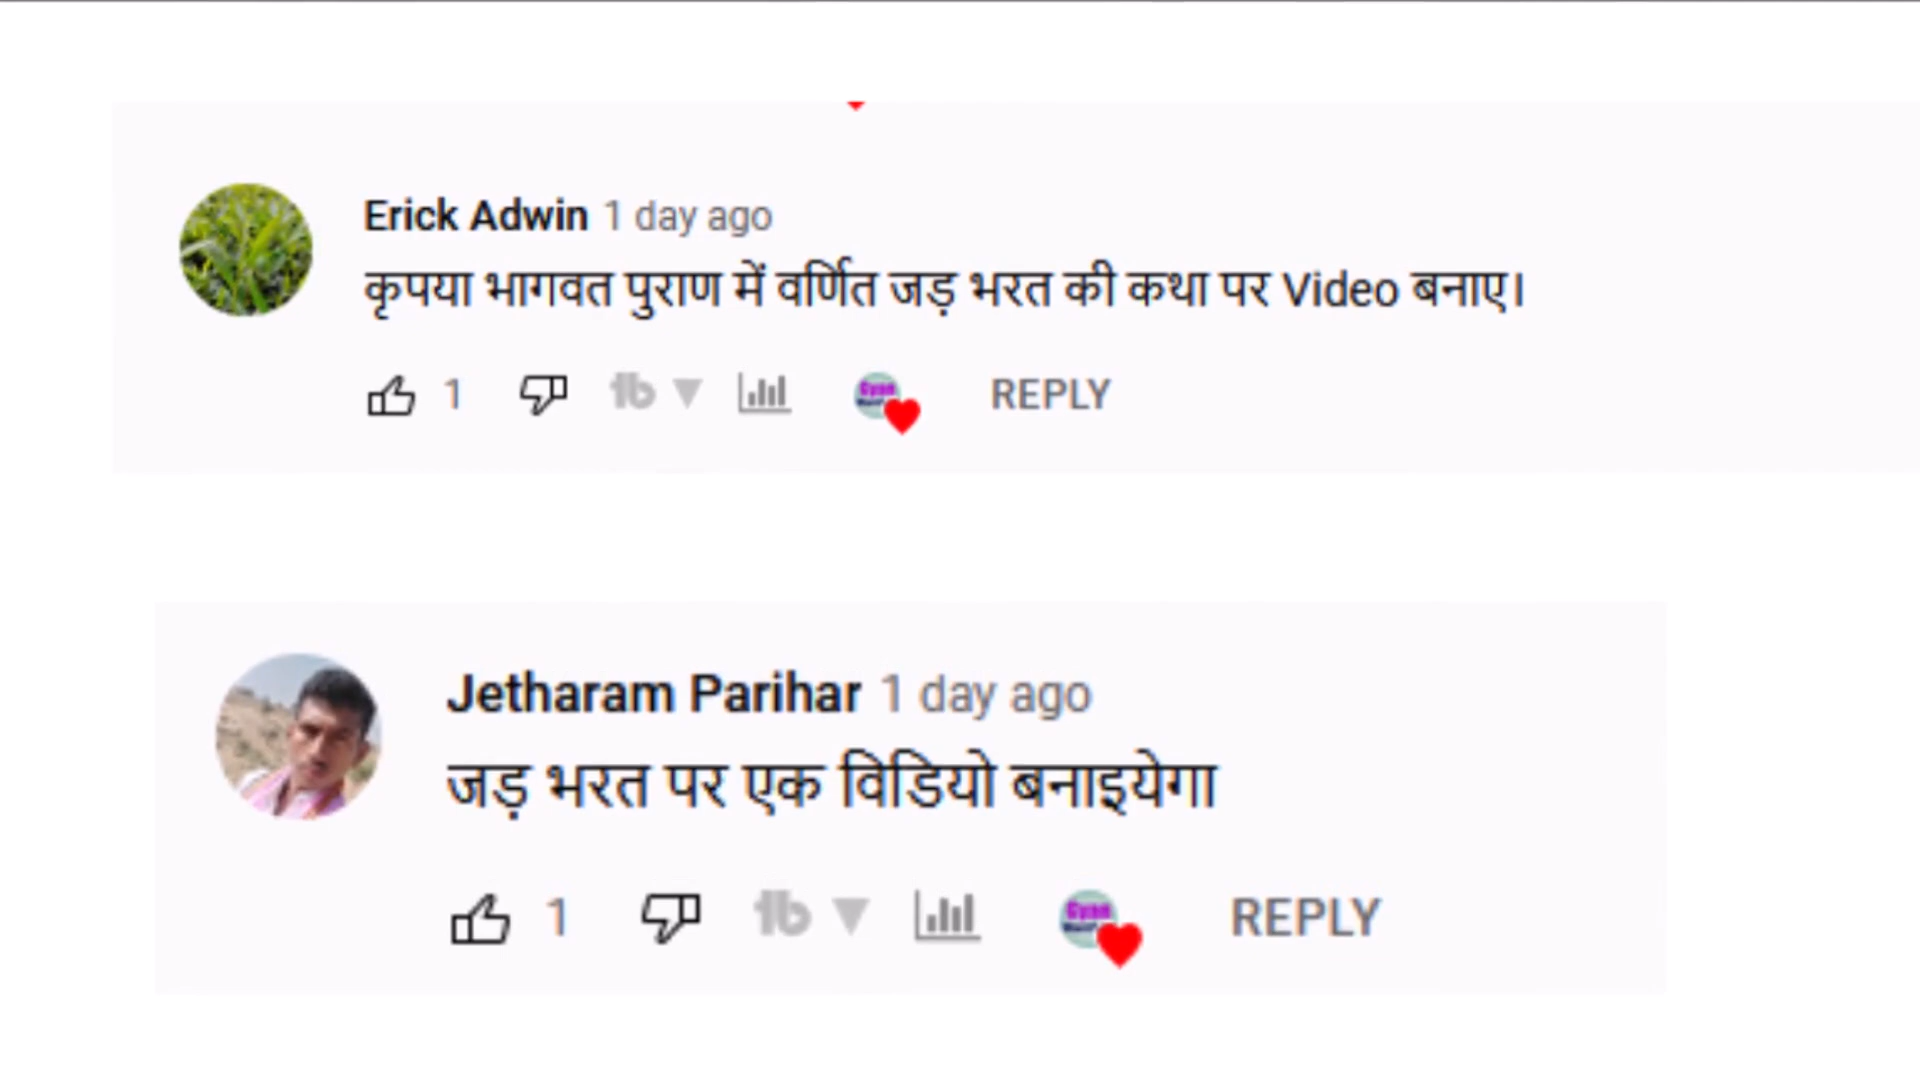 Erick Adwin 1 day ago
कृपया भागवत पुराण में वर्णित जड़ भरत की कथा पर Video बनाए।
1 REPLY
Jetharam Parihar 1 day ago
जड़ भरत पर एक विडियो बनाइयेगा
1 REPLY